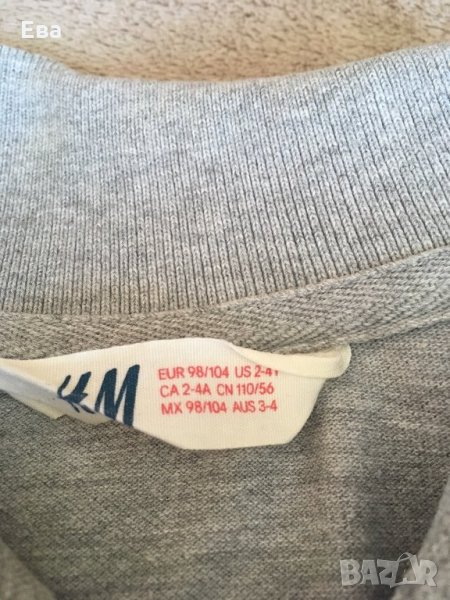 Ева
H&M
EUR 98/104 US 2-4Y
CA 2-4A CN 110/56
MX 98/104 AUS 3-4
BAZAR